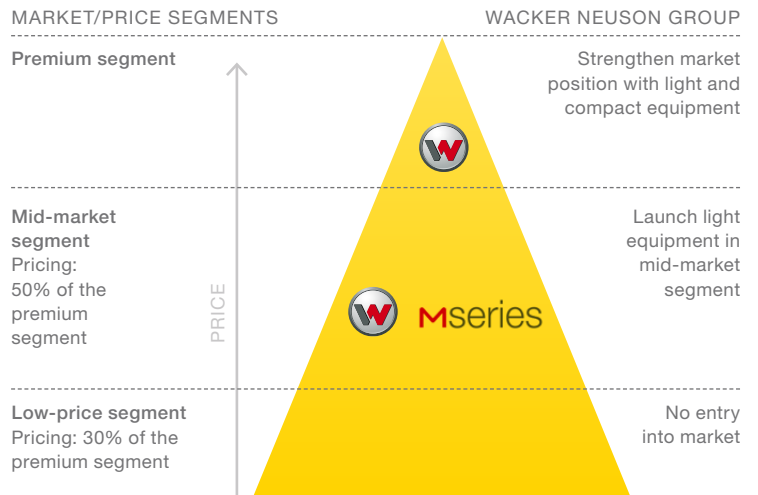 MARKET/PRICE SEGMENTS
WACKER NEUSON GROUP
Premium segment
Strengthen market
position with light and
compact equipment
W
Mid-market
segment
Pricing:
50% of the
premium
segment
PRICE
W
Mseries
Launch light
equipment in
mid-market
segment
Low-price segment
Pricing: 30% of the
premium segment
No entry
into market